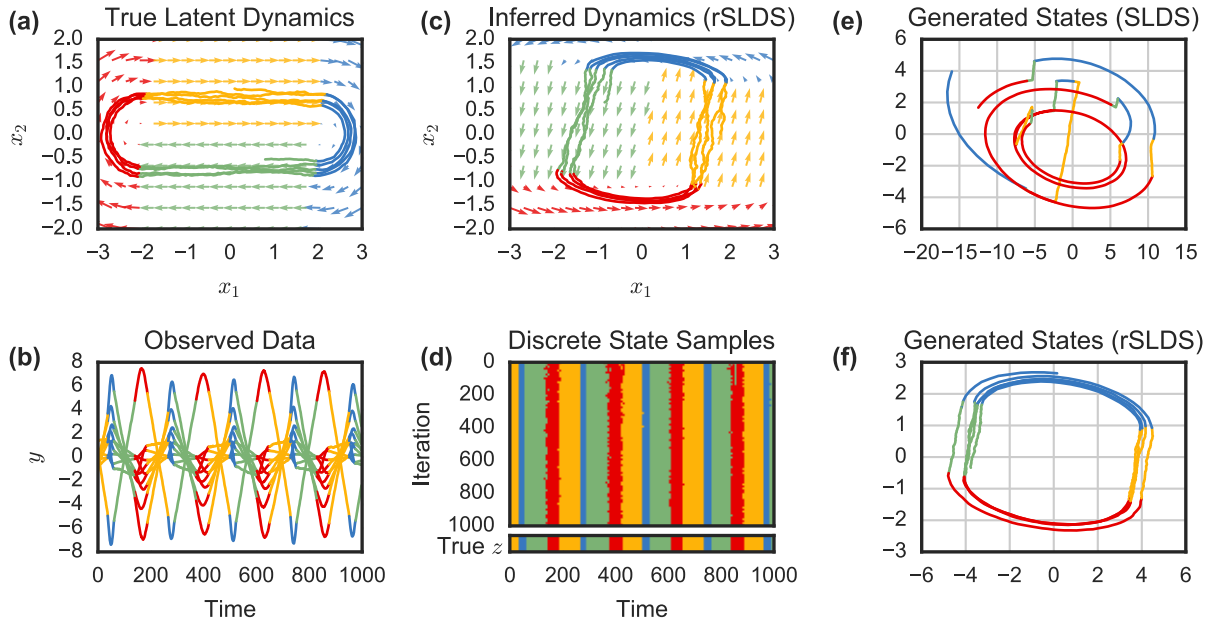 (a) True Latent Dynamics
2.0
1.5
1.0
0.5
0.0
−0.5
−1.0
−1.5
−2.0
x₂
−3 −2 −1 0 1 2 3
x₁
(c) Inferred Dynamics (rSLDS)
2.0
1.5
1.0
0.5
0.0
−0.5
−1.0
−1.5
−2.0
x₂
−3 −2 −1 0 1 2 3
x₁
(e) Generated States (SLDS)
6
4
2
0
−2
−4
−6
−20 −15 −10 −5 0 5 10 15
(b) Observed Data
8
6
4
2
0
−2
−4
−6
−8
y
0 200 400 600 800 1000
Time
(d) Discrete State Samples
0
200
400
600
800
1000
Iteration
True z
0 200 400 600 800 1000
Time
(f) Generated States (rSLDS)
3
2
1
0
−1
−2
−3
−6 −4 −2 0 2 4 6